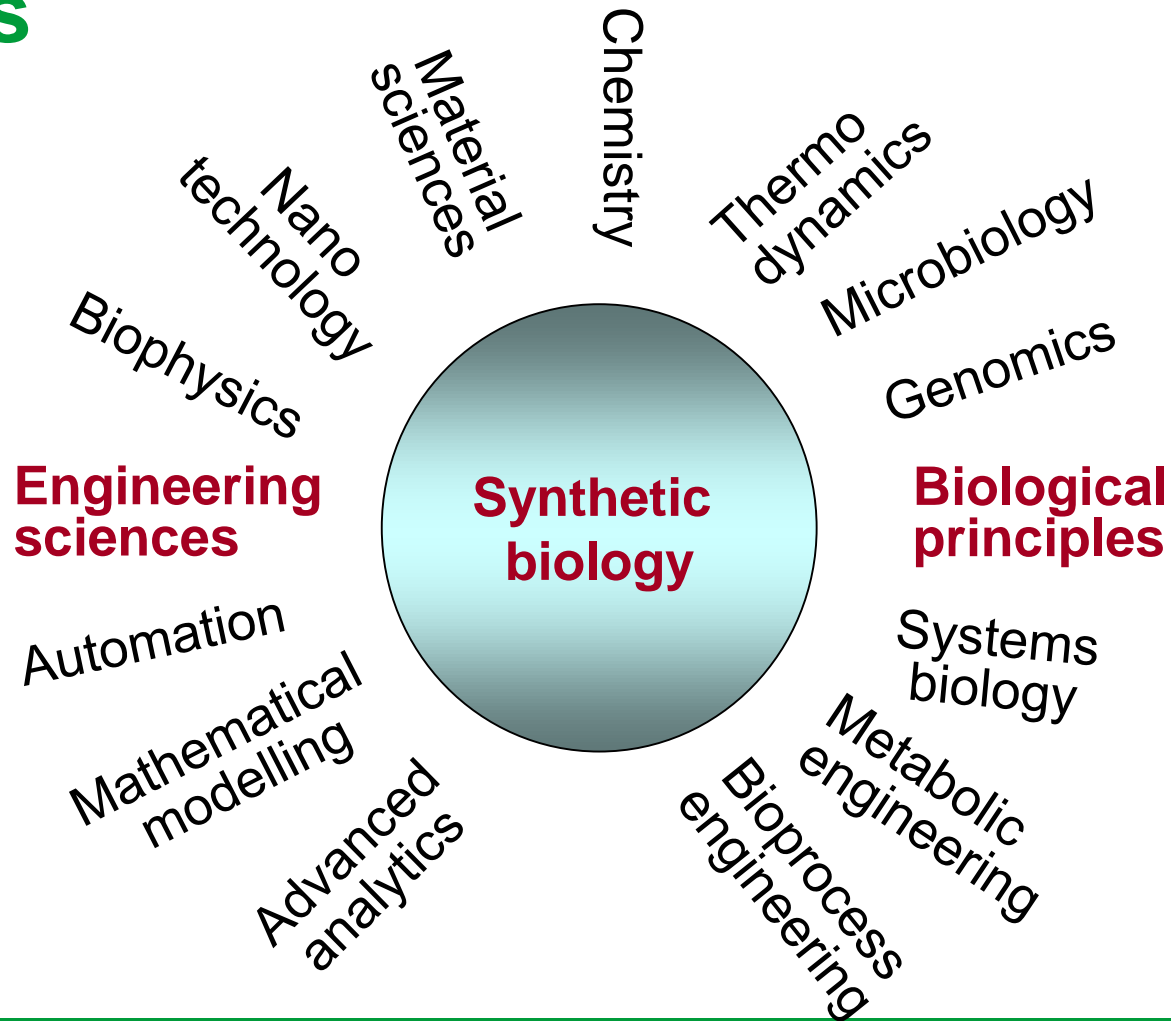 s
Chemistry
Material
sciences
Thermo
dynamics
Nano
technology
Microbiology
Biophysics
Genomics
Engineering
sciences
Synthetic
biology
Biological
principles
Automation
Systems
biology
Mathematical
modelling
Metabolic
engineering
Advanced
analytics
Bioprocess
engineering